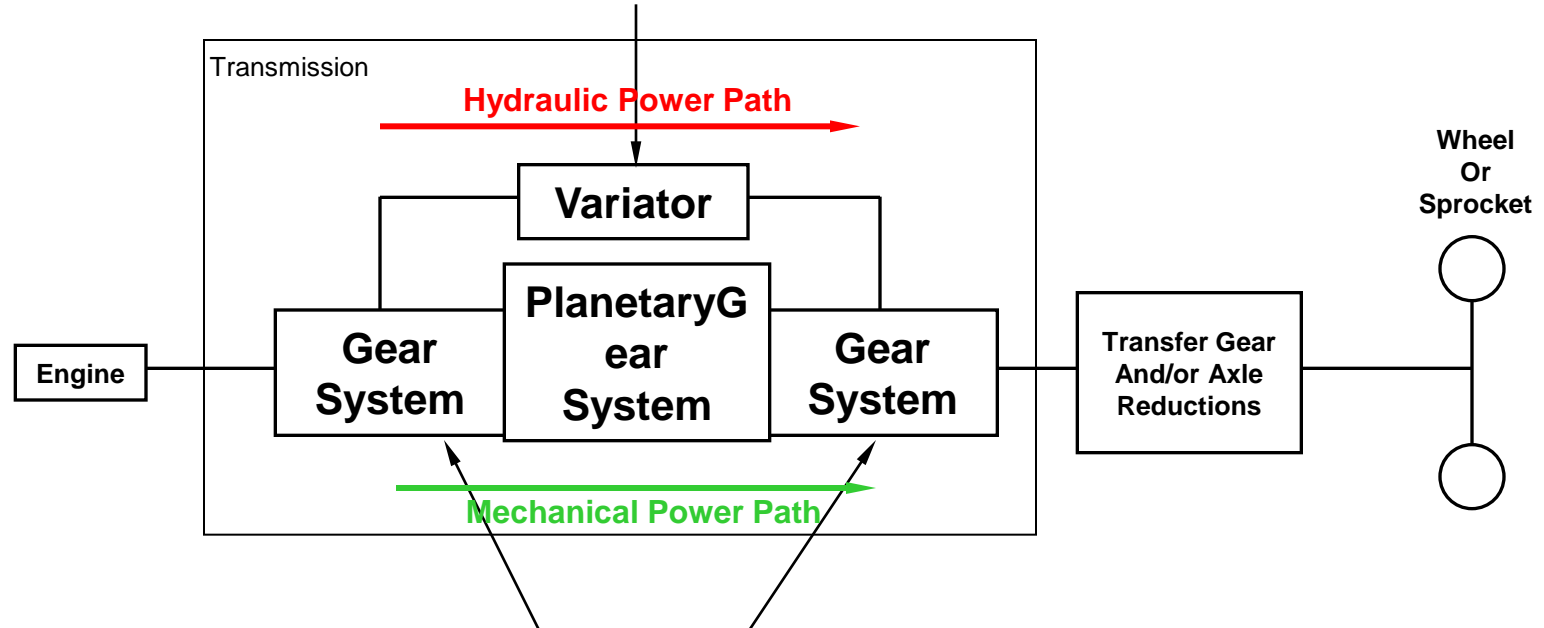 Transmission
Hydraulic Power Path
Variator
Engine
Gear
System
PlanetaryG
ear
System
Gear
System
Mechanical Power Path
Transfer Gear
And/or Axle
Reductions
Wheel
Or
Sprocket